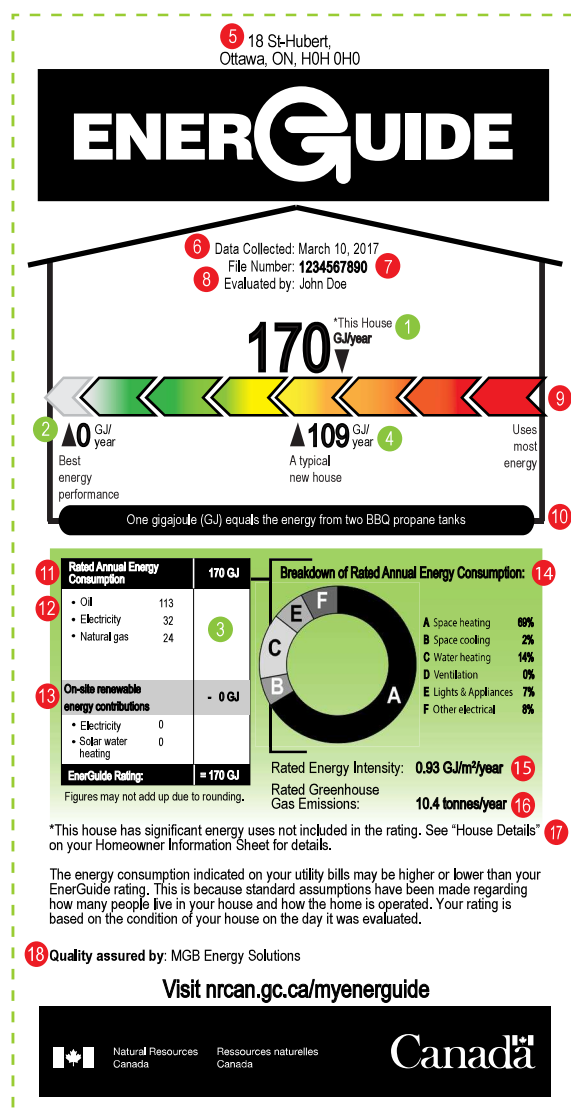 5 18 St-Hubert,
Ottawa, ON, H0H 0H0
ENERGUIDE
6 Data Collected: March 10, 2017
File Number: 1234567890 7
8 Evaluated by: John Doe
170 *This House 1
GJ/year
9
2 0 GJ/
year
Best
energy
performance
109 GJ/
year 4
A typical
new house
Uses
most
energy
One gigajoule (GJ) equals the energy from two BBQ propane tanks 10
11 Rated Annual Energy
Consumption 170 GJ
12 • Oil 113
• Electricity 32
• Natural gas 24
3
13 On-site renewable
energy contributions - 0 GJ
• Electricity 0
• Solar water
heating 0
EnerGuide Rating: = 170 GJ
Figures may not add up due to rounding.
Breakdown of Rated Annual Energy Consumption: 14
F
E
C
B
A
A Space heating 69%
B Space cooling 2%
C Water heating 14%
D Ventilation 0%
E Lights & Appliances 7%
F Other electrical 8%
Rated Energy Intensity: 0.93 GJ/m²/year 15
Rated Greenhouse
Gas Emissions: 10.4 tonnes/year 16
*This house has significant energy uses not included in the rating. See “House Details” 17
on your Homeowner Information Sheet for details.
The energy consumption indicated on your utility bills may be higher or lower than your
EnerGuide rating. This is because standard assumptions have been made regarding
how many people live in your house and how the home is operated. Your rating is
based on the condition of your house on the day it was evaluated.
18 Quality assured by: MGB Energy Solutions
Visit nrcan.gc.ca/myenerguide
Natural Resources
Canada
Ressources naturelles
Canada
Canada